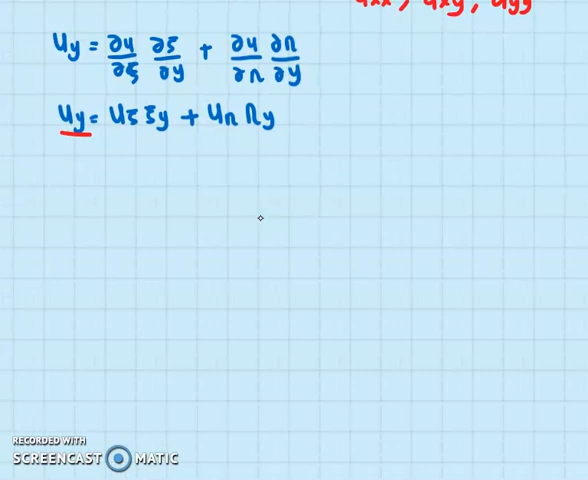 uxx, uxy, uyy
uy = ∂u/∂ξ ∂ξ/∂y + ∂u/∂η ∂η/∂y
uy = uξ ξy + uη ηy
RECORDED WITH
SCREENCAST MATIC